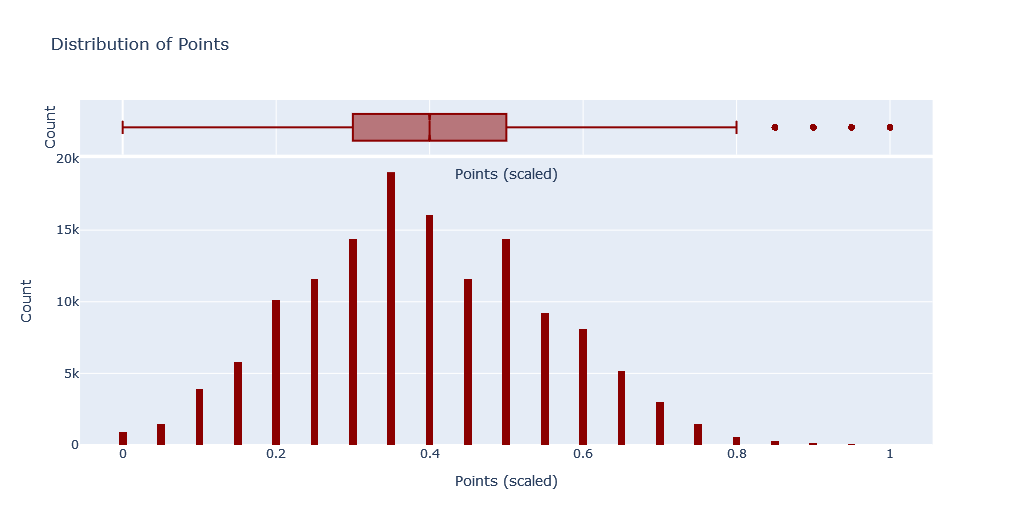 Distribution of Points
Count
Points (scaled)
20k
15k
10k
5k
0
Count
0 0.2 0.4 0.6 0.8 1
Points (scaled)